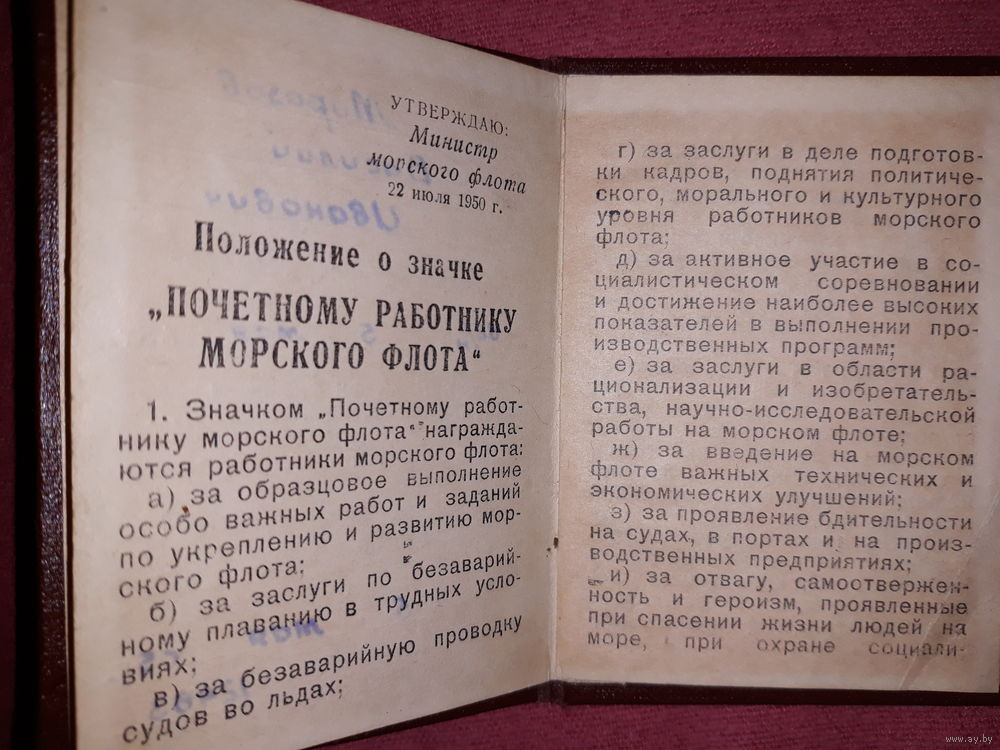 УТВЕРЖДАЮ:
Министр
морского флота
22 июля 1950 г.
Положение о значке
„ПОЧЕТНОМУ РАБОТНИКУ
МОРСКОГО ФЛОТА“
1. Значком „Почетному работ-
нику морского флота“ награжда-
ются работники морского флота:
а) за образцовое выполнение
особо важных работ и заданий
по укреплению и развитию мор-
ского флота;
б) за заслуги по безаварий-
ному плаванию в трудных усло-
виях;
в) за безаварийную проводку
судов во льдах;
г) за заслуги в деле подготов-
ки кадров, поднятия политиче-
ского, морального и культурного
уровня работников морского
флота;
д) за активное участие в со-
циалистическом соревновании
и достижение наиболее высоких
показателей в выполнении про-
изводственных программ;
е) за заслуги в области ра-
ционализации и изобретатель-
ства, научно-исследовательской
работы на морском флоте;
ж) за введение на морском
флоте важных технических и
экономических улучшений;
з) за проявление бдительности
на судах, в портах и на произ-
водственных предприятиях;
и) за отвагу, самоотвержен-
ность и героизм, проявленные
при спасении жизни людей на
море, при охране социали-
www.ay.by